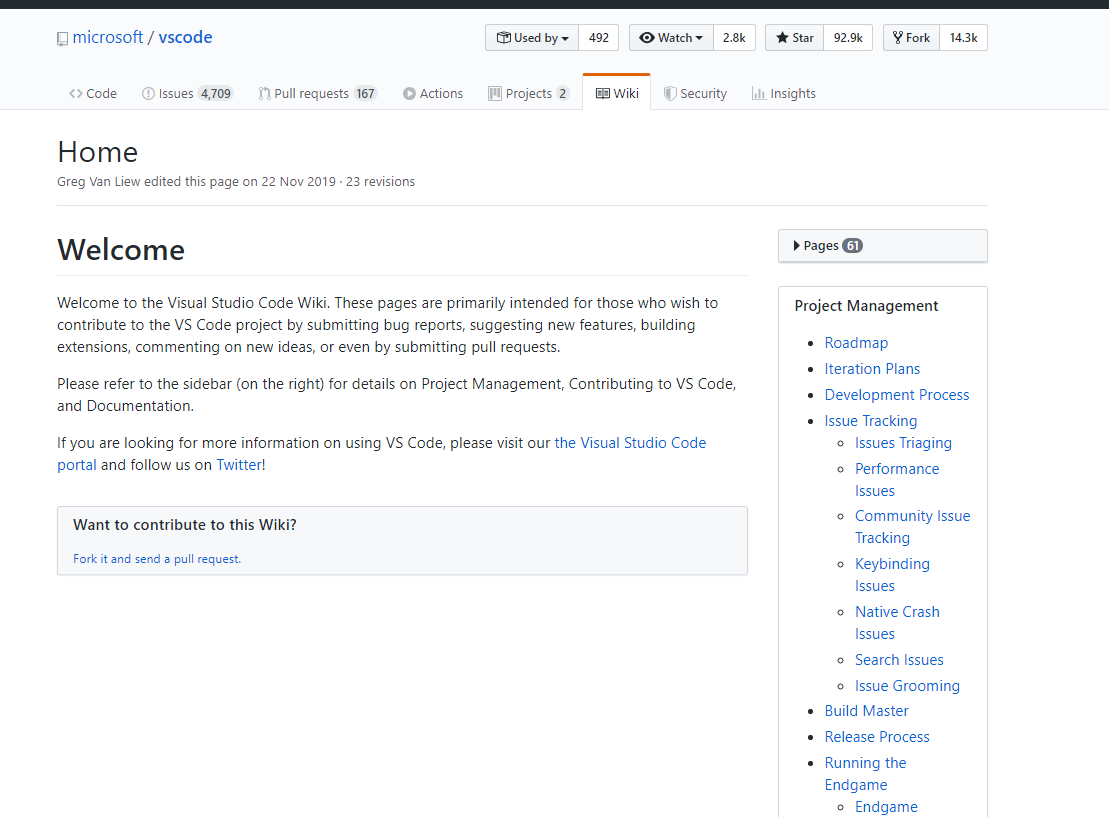 microsoft / vscode
Used by 492 Watch 2.8k Star 92.9k Fork 14.3k
Code Issues 4,709 Pull requests 167 Actions Projects 2 Wiki Security Insights
Home
Greg Van Liew edited this page on 22 Nov 2019 · 23 revisions
Welcome
Welcome to the Visual Studio Code Wiki. These pages are primarily intended for those who wish to
contribute to the VS Code project by submitting bug reports, suggesting new features, building
extensions, commenting on new ideas, or even by submitting pull requests.
Please refer to the sidebar (on the right) for details on Project Management, Contributing to VS Code,
and Documentation.
If you are looking for more information on using VS Code, please visit our the Visual Studio Code
portal and follow us on Twitter!
Want to contribute to this Wiki?
Fork it and send a pull request.
Pages 61
Project Management
Roadmap
Iteration Plans
Development Process
Issue Tracking
Issues Triaging
Performance
Issues
Community Issue
Tracking
Keybinding
Issues
Native Crash
Issues
Search Issues
Issue Grooming
Build Master
Release Process
Running the
Endgame
Endgame